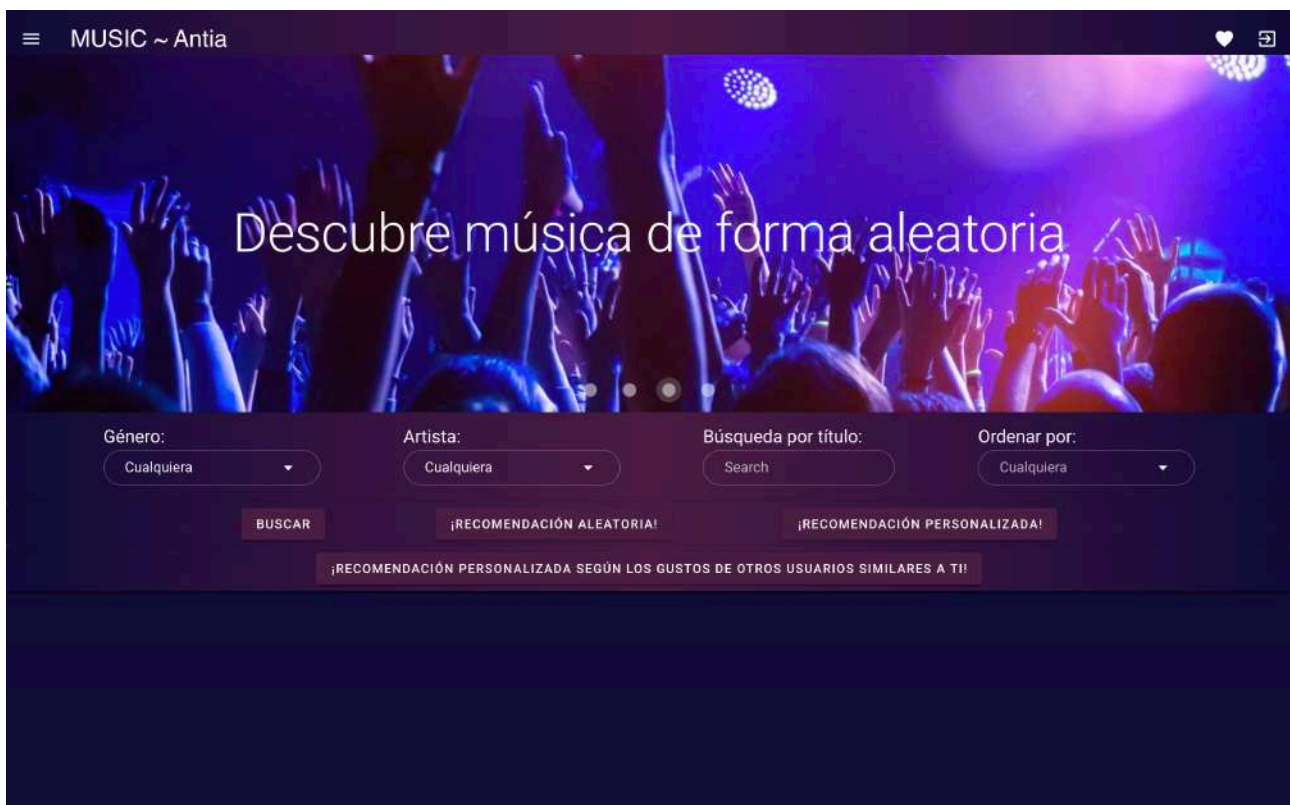 MUSIC ~ Antia
Descubre música de forma aleatoria
Género:
Cualquiera
Artista:
Cualquiera
Búsqueda por título:
Search
Ordenar por:
Cualquiera
BUSCAR
¡RECOMENDACIÓN ALEATORIA!
¡RECOMENDACIÓN PERSONALIZADA!
¡RECOMENDACIÓN PERSONALIZADA SEGÚN LOS GUSTOS DE OTROS USUARIOS SIMILARES A TI!